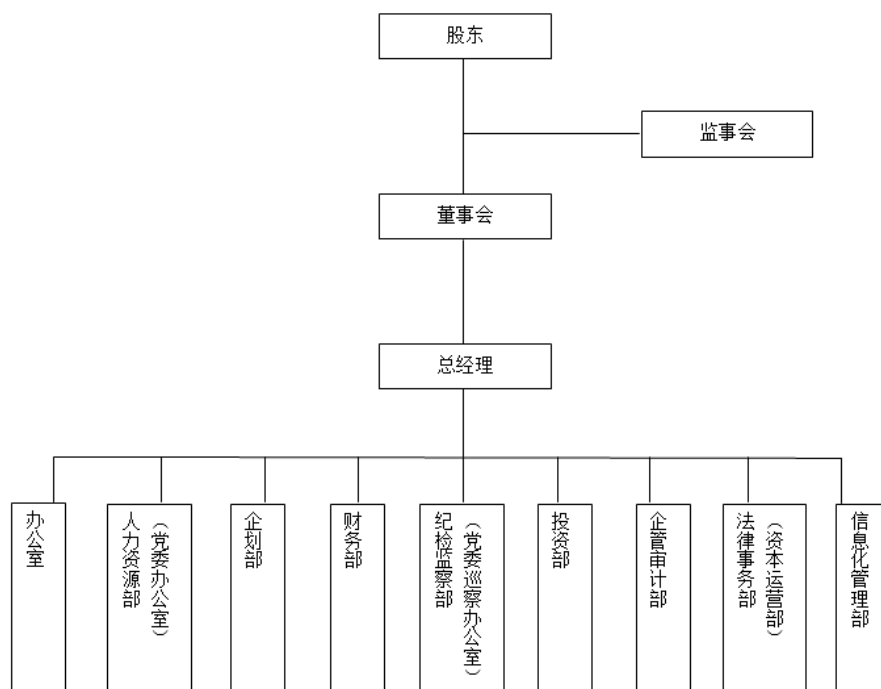 股东
监事会
董事会
总经理
办公室
人力资源部
（党委办公室）
企划部
财务部
纪检监察部
（党委巡察办公室）
投资部
企管审计部
法律事务部
（资本运营部）
信息化管理部